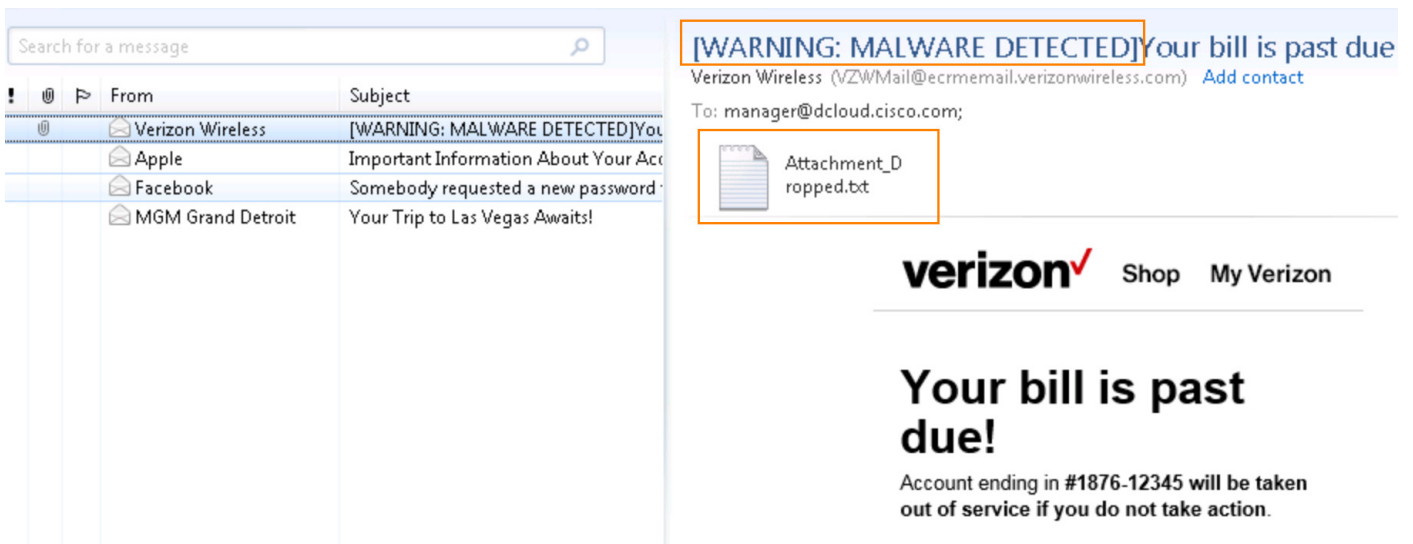 Search for a message
! From Subject
Verizon Wireless [WARNING: MALWARE DETECTED]You
Apple Important Information About Your Acc
Facebook Somebody requested a new password
MGM Grand Detroit Your Trip to Las Vegas Awaits!
[WARNING: MALWARE DETECTED]Your bill is past due
Verizon Wireless (VZWMail@ecrmemail.verizonwireless.com) Add contact
To: manager@dcloud.cisco.com;
Attachment_D
ropped.txt
verizon Shop My Verizon
Your bill is past
due!
Account ending in #1876-12345 will be taken
out of service if you do not take action.